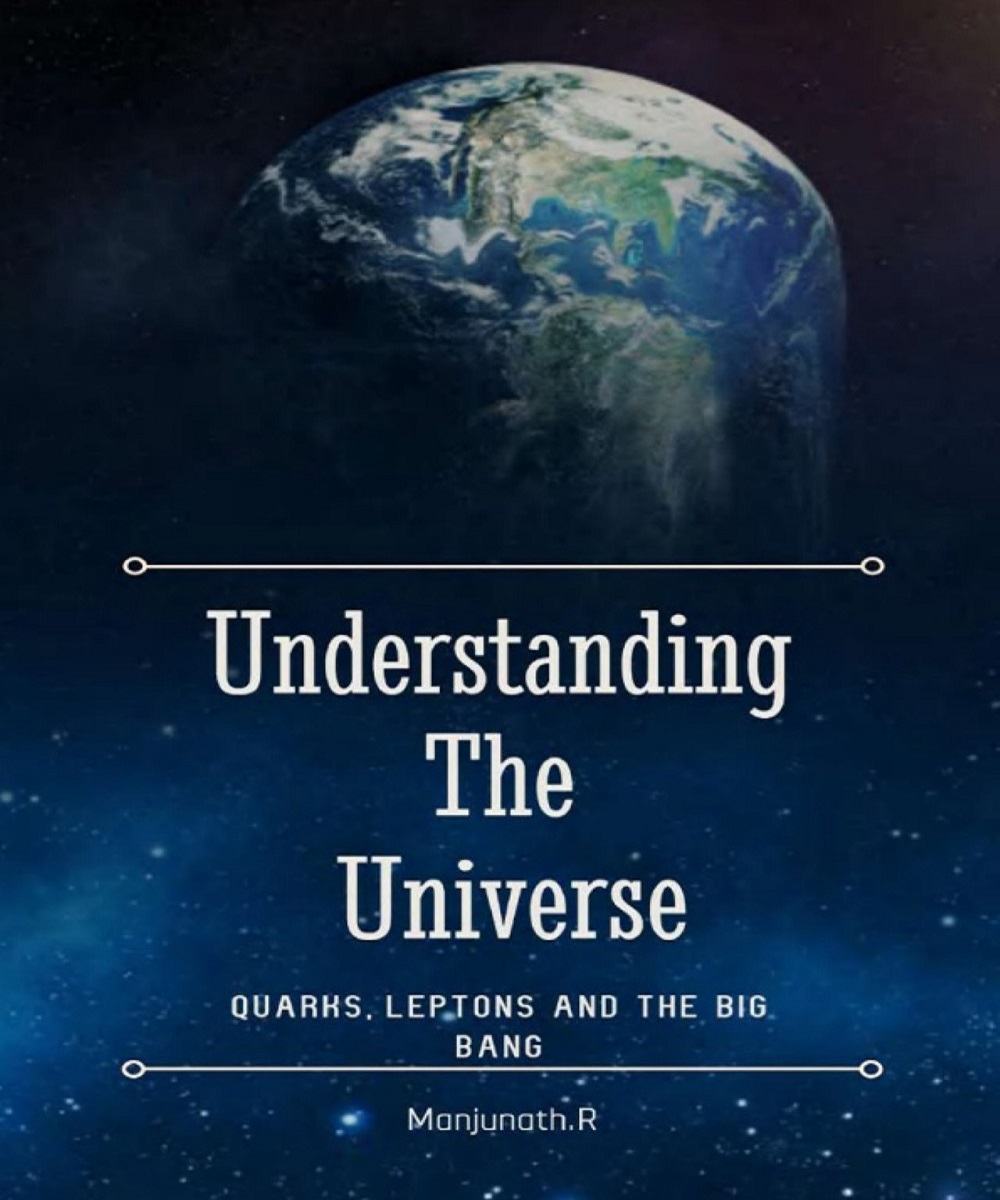 Understanding
The
Universe
QUARKS, LEPTONS AND THE BIG
BANG
Manjunath.R